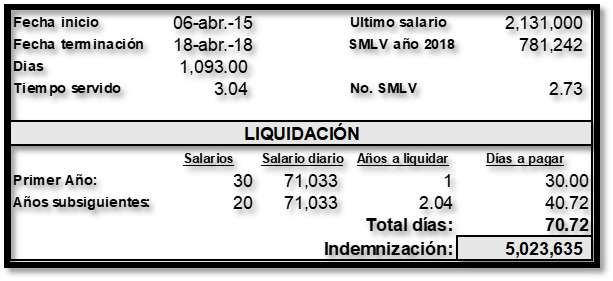 Fecha inicio 06-abr.-15 Ultimo salario 2,131,000
Fecha terminación 18-abr.-18 SMLV año 2018 781,242
Dias 1,093.00
Tiempo servido 3.04 No. SMLV 2.73
LIQUIDACIÓN
Salarios Salario diario Años a liquidar Días a pagar
Primer Año: 30 71,033 1 30.00
Años subsiguientes: 20 71,033 2.04 40.72
Total días: 70.72
Indemnización: 5,023,635